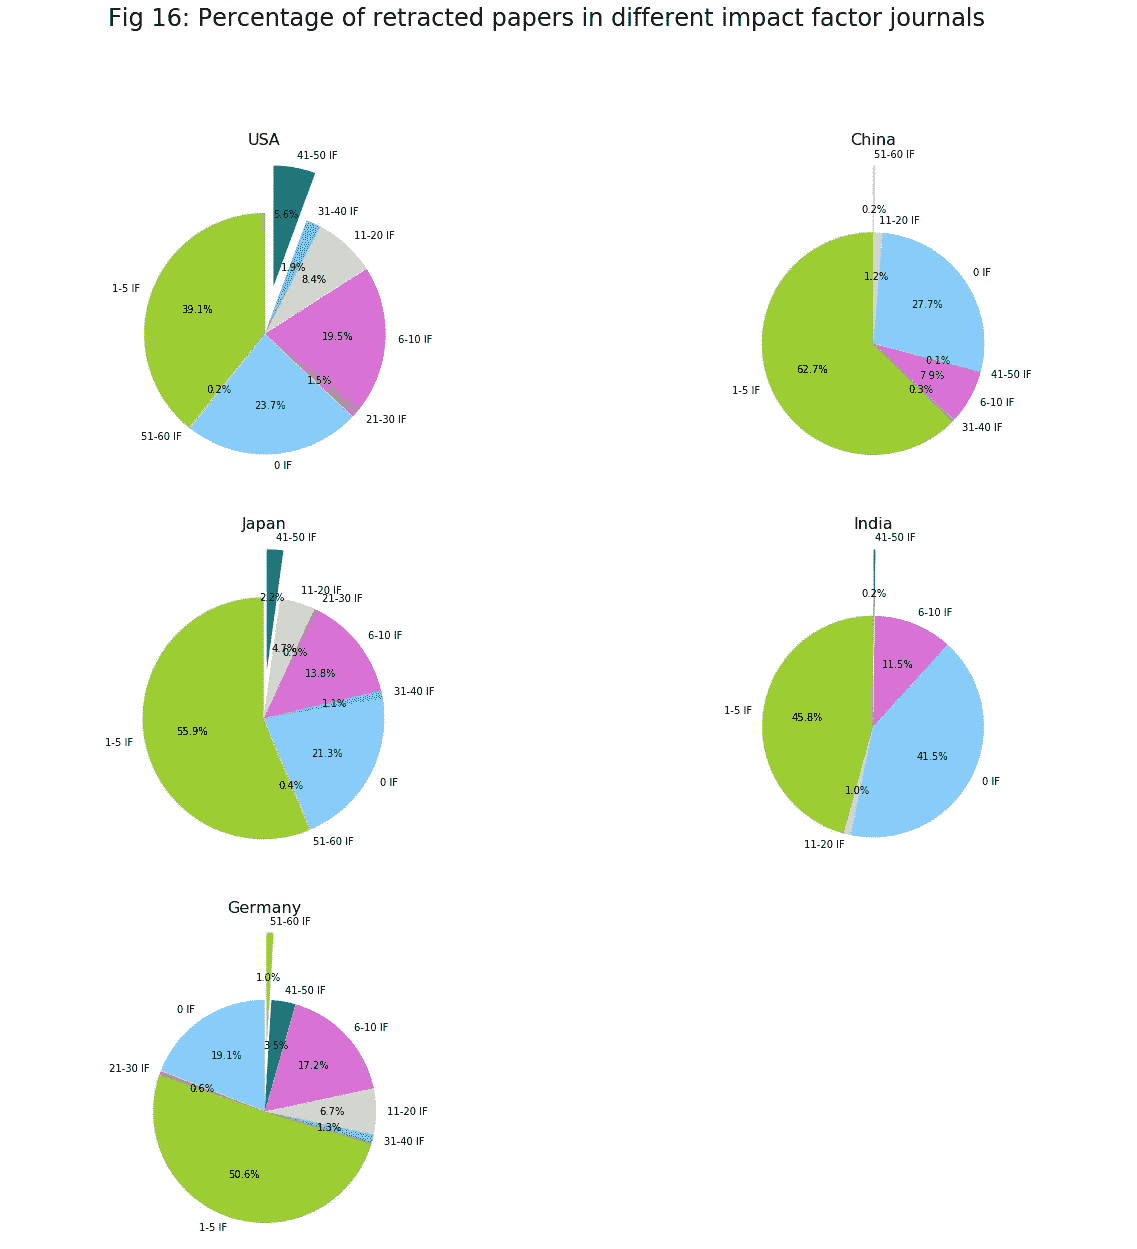 Fig 16: Percentage of retracted papers in different impact factor journals
USA
41-50 IF
5.6%
31-40 IF
1.9%
11-20 IF
8.4%
1-5 IF
39.1%
19.5%
6-10 IF
1.5%
0.2%
23.7%
21-30 IF
51-60 IF
0 IF
China
51-60 IF
0.2%
11-20 IF
1.2%
0 IF
27.7%
0.1%
62.7%
7.9%
41-50 IF
1-5 IF
0.3%
6-10 IF
31-40 IF
Japan
41-50 IF
2.2%
11-20 IF
21-30 IF
6-10 IF
4.7%
13.8%
31-40 IF
1.1%
55.9%
1-5 IF
21.3%
0 IF
0.4%
51-60 IF
India
41-50 IF
0.2%
6-10 IF
11.5%
1-5 IF
45.8%
41.5%
0 IF
1.0%
11-20 IF
Germany
51-60 IF
1.0%
41-50 IF
0 IF
6-10 IF
3.5%
19.1%
17.2%
21-30 IF
0.6%
6.7%
11-20 IF
1.3%
31-40 IF
50.6%
1-5 IF